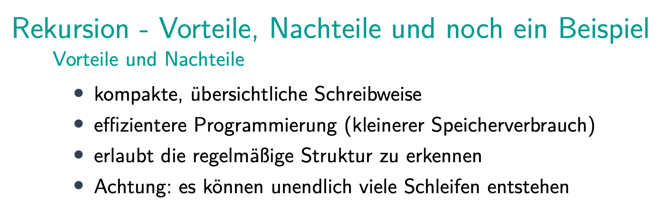 Rekursion - Vorteile, Nachteile und noch ein Beispiel
Vorteile und Nachteile
• kompakte, übersichtliche Schreibweise
• effizientere Programmierung (kleinerer Speicherverbrauch)
• erlaubt die regelmäßige Struktur zu erkennen
• Achtung: es können unendlich viele Schleifen entstehen